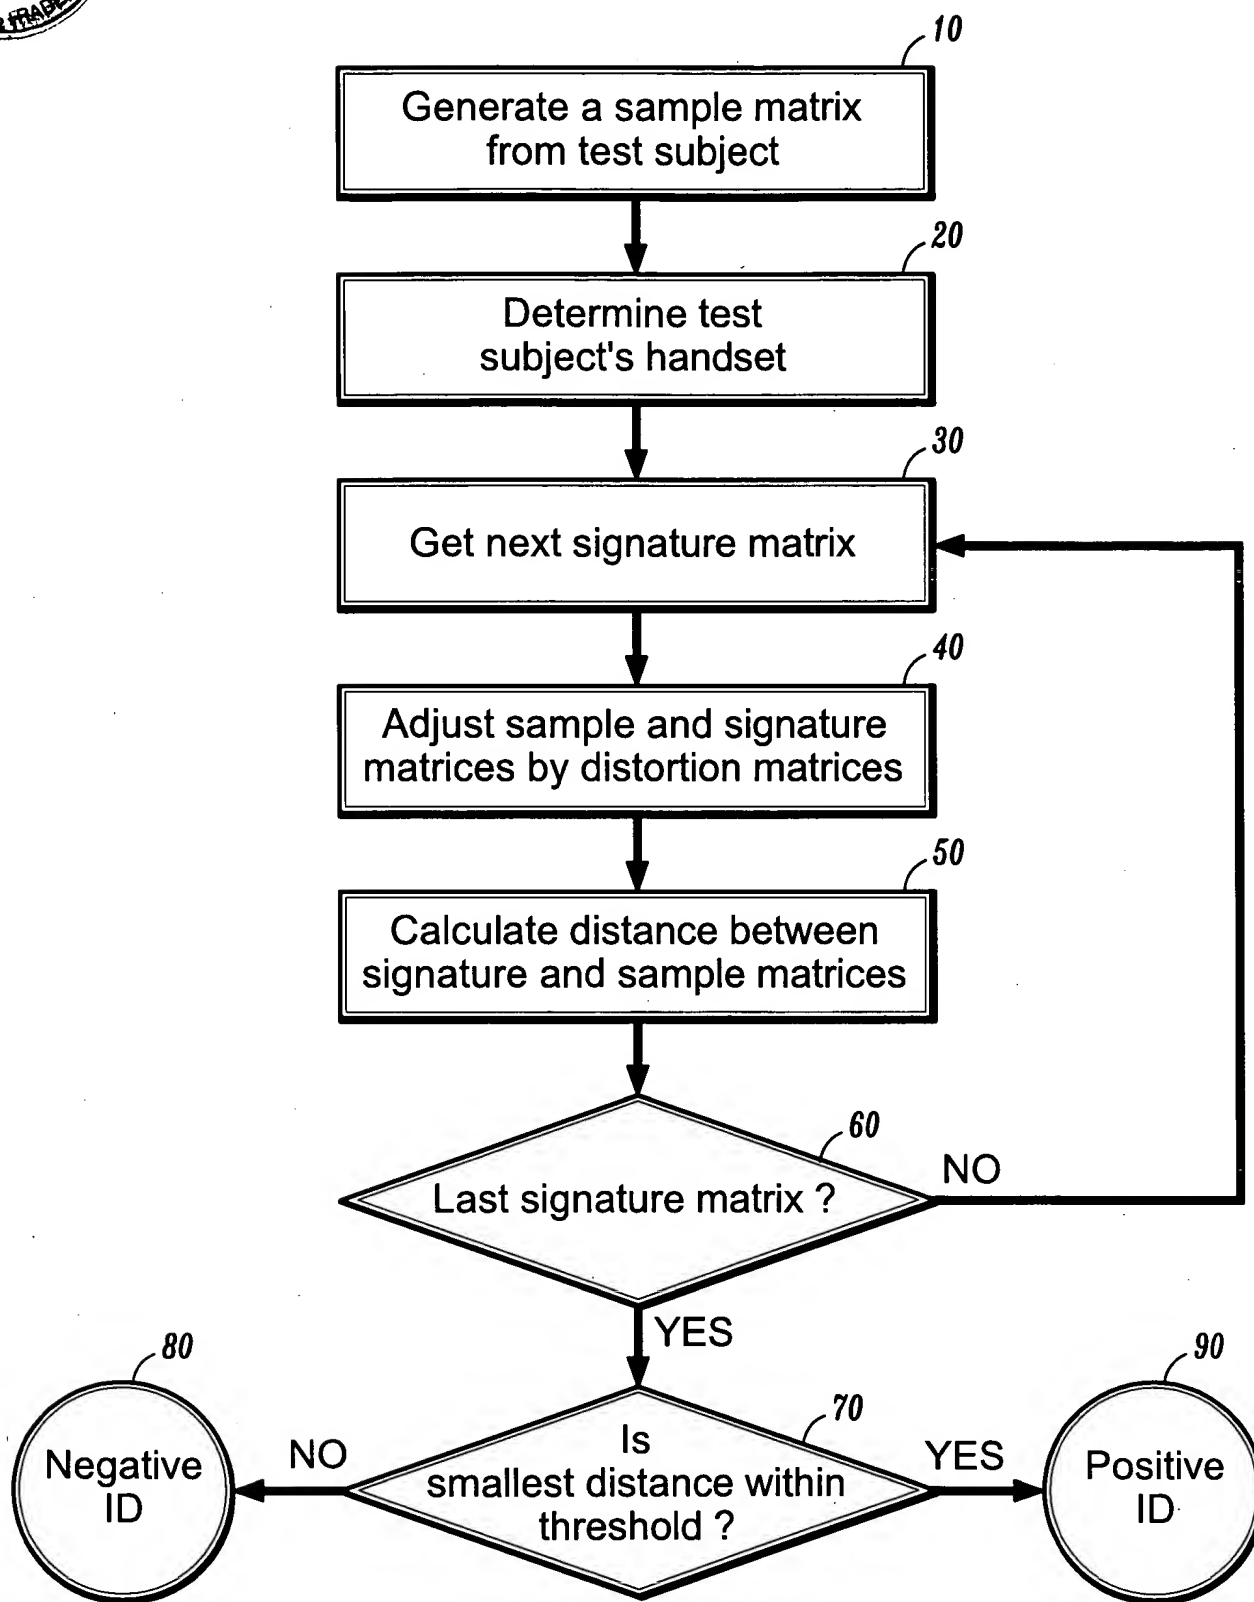 10
Generate a sample matrix
from test subject
20
Determine test
subject's handset
30
Get next signature matrix
40
Adjust sample and signature
matrices by distortion matrices
50
Calculate distance between
signature and sample matrices
60
Last signature matrix ?
NO
YES
80
90
70
Negative
ID
NO
Is
smallest distance within
threshold ?
YES
Positive
ID